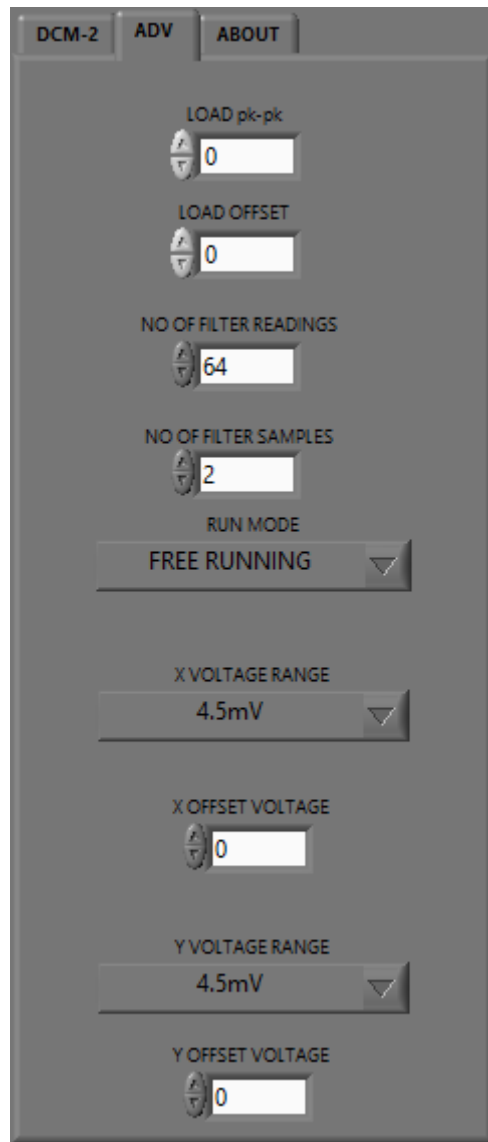 DCM-2 ADV ABOUT
LOAD pk-pk
0
LOAD OFFSET
0
NO OF FILTER READINGS
64
NO OF FILTER SAMPLES
2
RUN MODE
FREE RUNNING
X VOLTAGE RANGE
4.5mV
X OFFSET VOLTAGE
0
Y VOLTAGE RANGE
4.5mV
Y OFFSET VOLTAGE
0